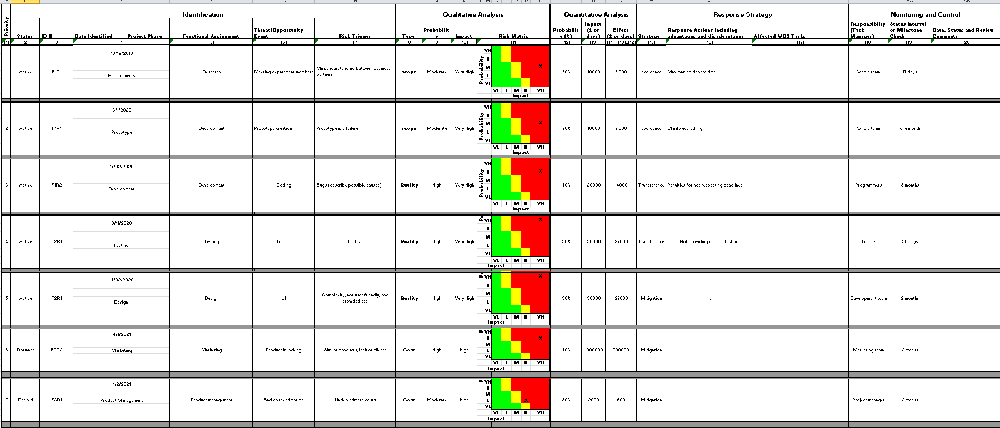 Identification Qualitative Analysis Quantitative Analysis Response Strategy Monitoring and Control
Priority
Status ID # Date Identified Project Phase Functional Assignment Threat/Opportunity Event Risk Trigger Type Probability Impact Risk Matrix Probability (%) Impact ($ or days) Effect ($ or days) Strategy Response Actions including advantages and disadvantages Affected WBS Tasks Responsibilty (Task Manager) Status Interval or Milestone Check Date, Status and Review Comments
(1) (2) (3) (4) (5) (6) (7) (8) (9) (10) (11) (12) (13) (14) =(13)x(12) (15) (16) (17) (18) (19) (20)
1 Active F1R1 10/12/2019 Requirements Research Meeting department members Missunderstanding between business partners scope Moderate Very High
Probability VH H M L VL X
VL L M H VH
Impact
50% 10000 5,000 avoidance Maximazing debate time Whole team 17 days
2 Active F1R1 3/1/2020 Prototype Development Prototype creation Prototype is a failure scope Moderate Very High
Probability VH H M L VL X
VL L M H VH
Impact
70% 10000 7,000 avoidance Clarify everything Whole team one month
3 Active F1R2 17/02/2020 Development Development Coding Bugs (describe possible causes). Quality High Very High
Probability VH H M L VL X
VL L M H VH
Impact
70% 20000 14000 Transference Penalties for not respecting deadlines. Programmers 3 months
4 Active F2R1 9/11/2020 Testing Testing Testing Test fail Quality High Very High
Pr VH H M L VL X
VL L M H VH
Impact
90% 30000 27000 Transference Not providing enough testing Testers 36 days
5 Active F2R1 17/02/2020 Design Design UI Complexity, nor user friendly, too crowded etc. Quality High Very High
Pr VH H M L VL X
VL L M H VH
Impact
90% 30000 27000 Mitigation ... Development team 2 months
6 Dormant F2R2 4/1/2021 Marketing Marketing Product launching Similar products, lack of clients Cost High High
P VH H M L VL X
VL L M H VH
Impact
70% 1000000 700000 Mitigation --- Marketing team 2 weeks
7 Retired F3R1 1/2/2021 Product Management Product management Bad cost estimation Underestimate costs Cost Moderate High
P VH H M L VL X
VL L M H VH
Impact
30% 2000 600 Mitigation --- Project manager 2 weeks